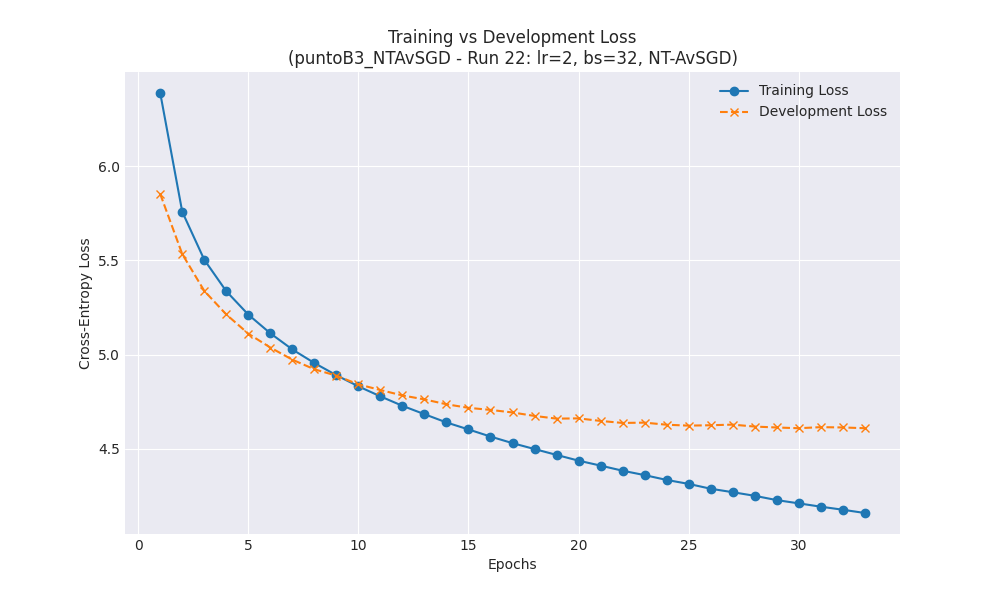 Training vs Development Loss
(puntoB3_NTAvSGD - Run 22: lr=2, bs=32, NT-AvSGD)
Training Loss
Development Loss
6.0
5.5
5.0
4.5
Cross-Entropy Loss
0 5 10 15 20 25 30
Epochs